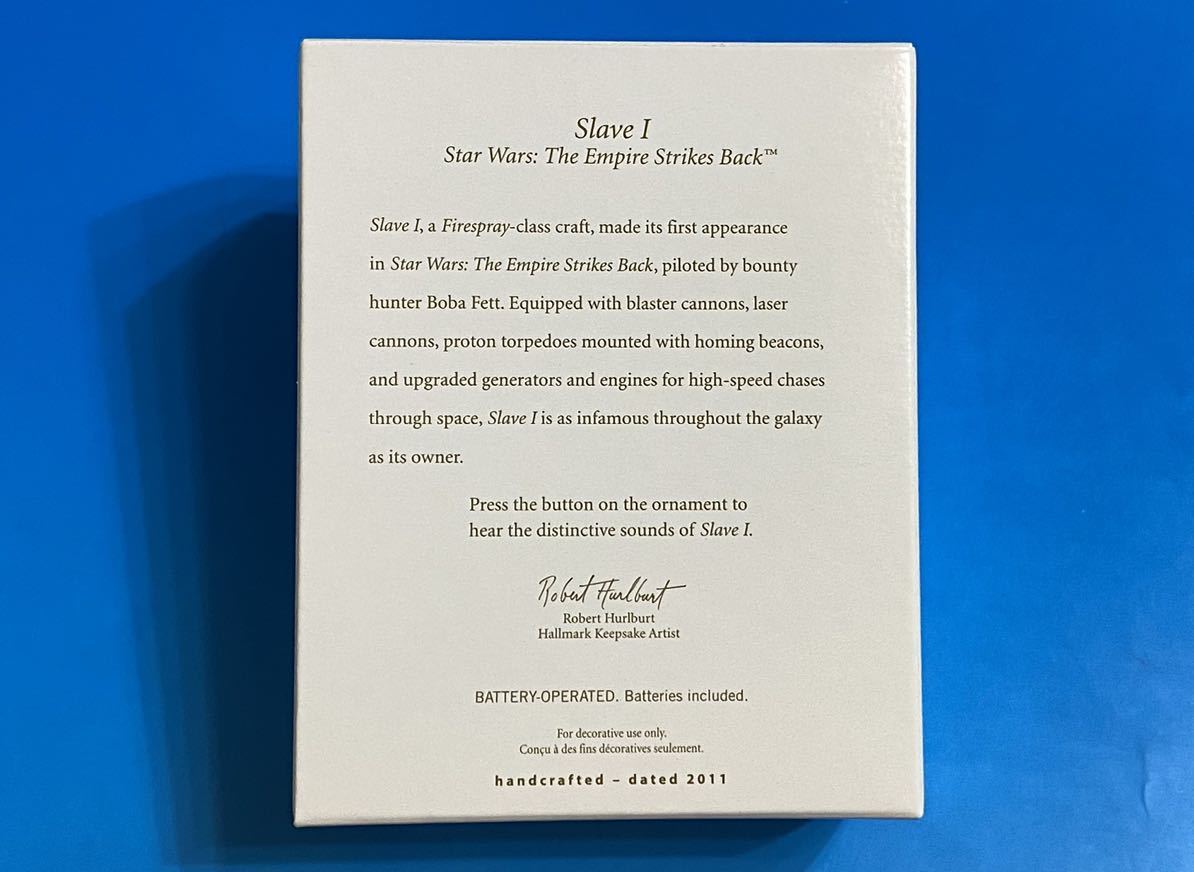 Slave I
Star Wars: The Empire Strikes Back™
Slave I, a Firespray-class craft, made its first appearance
in Star Wars: The Empire Strikes Back, piloted by bounty
hunter Boba Fett. Equipped with blaster cannons, laser
cannons, proton torpedoes mounted with homing beacons,
and upgraded generators and engines for high-speed chases
through space, Slave I is as infamous throughout the galaxy
as its owner.
Press the button on the ornament to
hear the distinctive sounds of Slave I.
Robert Hurlburt
Robert Hurlburt
Hallmark Keepsake Artist
BATTERY-OPERATED. Batteries included.
For decorative use only.
Conçu à des fins décoratives seulement.
handcrafted – dated 2011